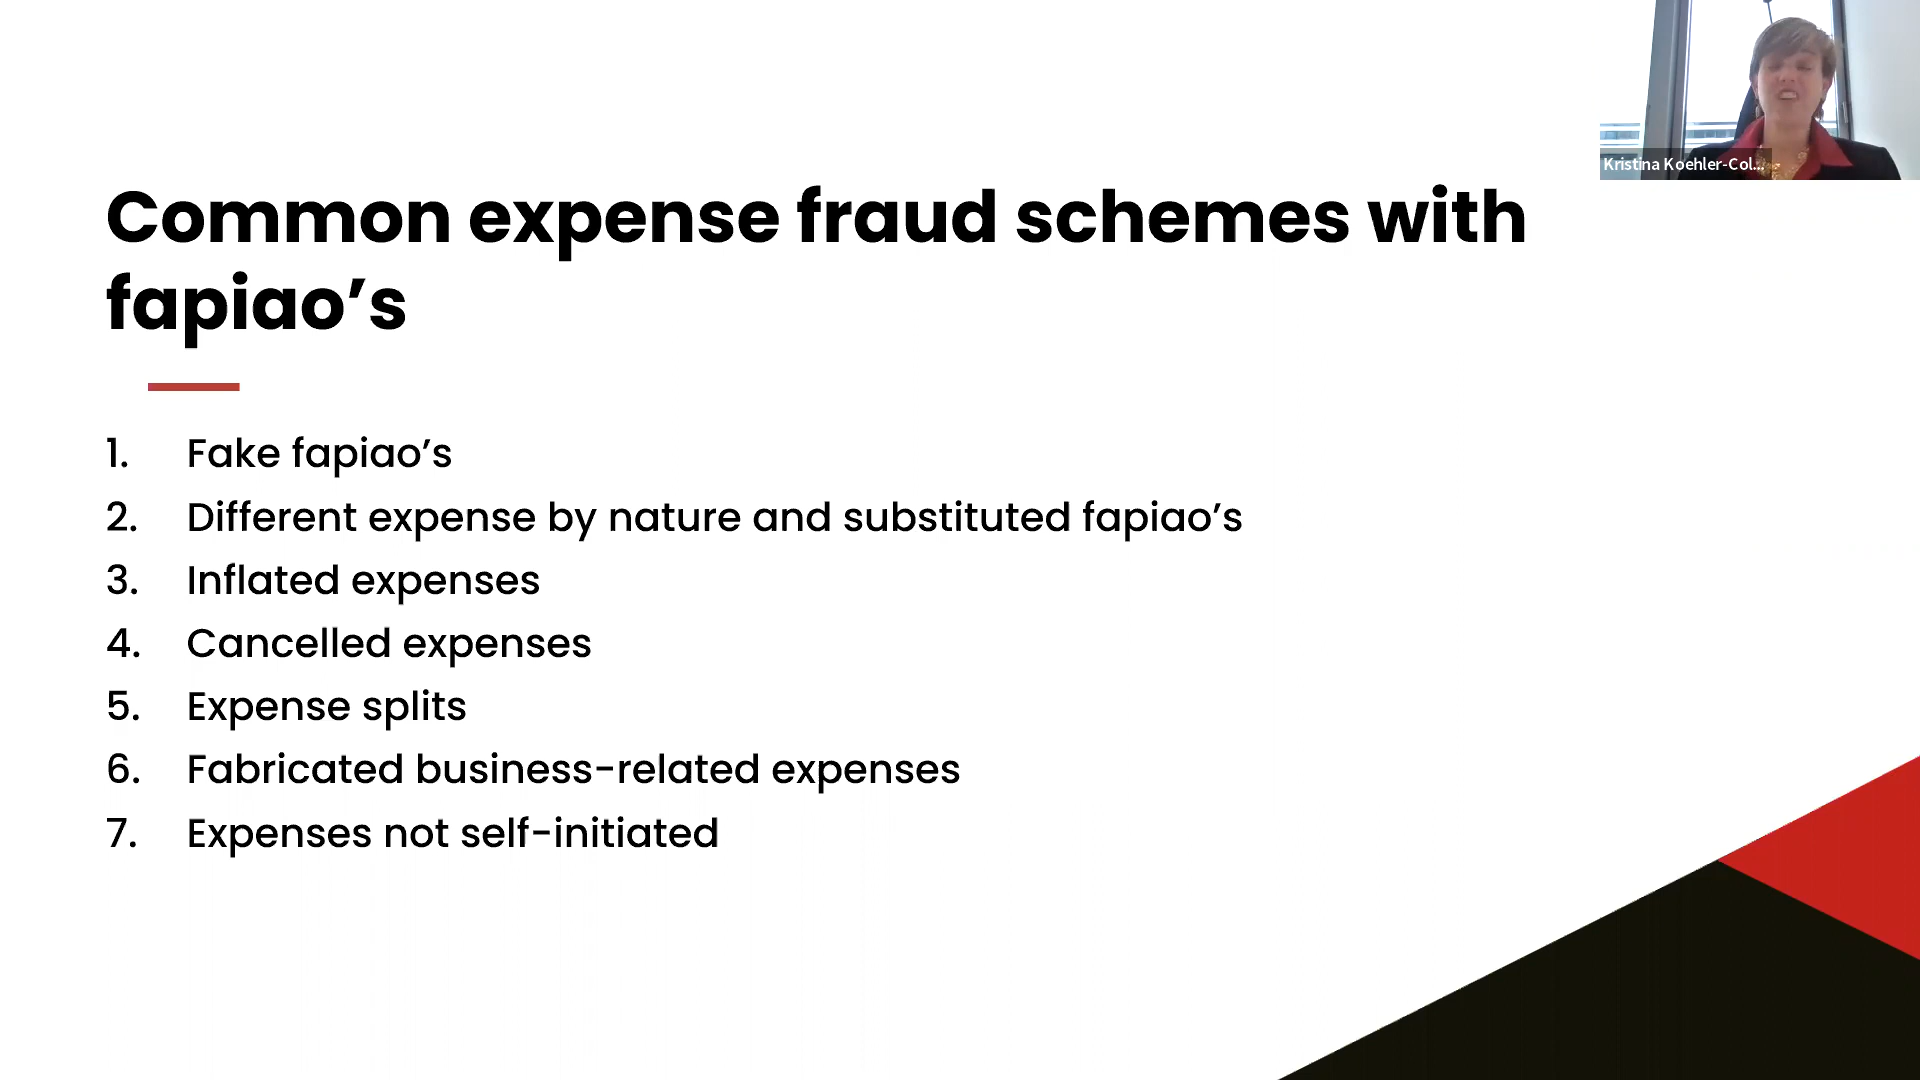 Kristina Koehler-Col...
Common expense fraud schemes with
fapiao’s
1. Fake fapiao’s
2. Different expense by nature and substituted fapiao’s
3. Inflated expenses
4. Cancelled expenses
5. Expense splits
6. Fabricated business-related expenses
7. Expenses not self-initiated